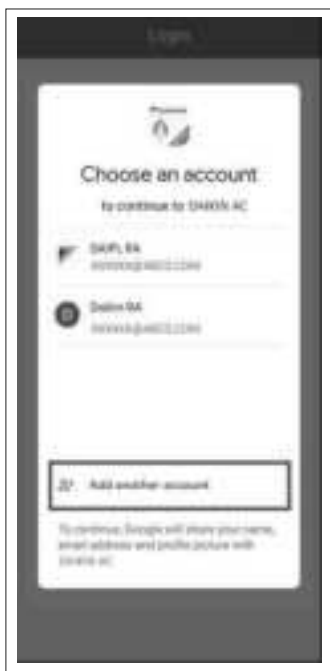 Login
Choose an account
to continue to DAIKIN AC
DAIPL RA
Daikin RA
Add another account
To continue, Google will share your name,
email address and profile picture with
DAIKIN AC